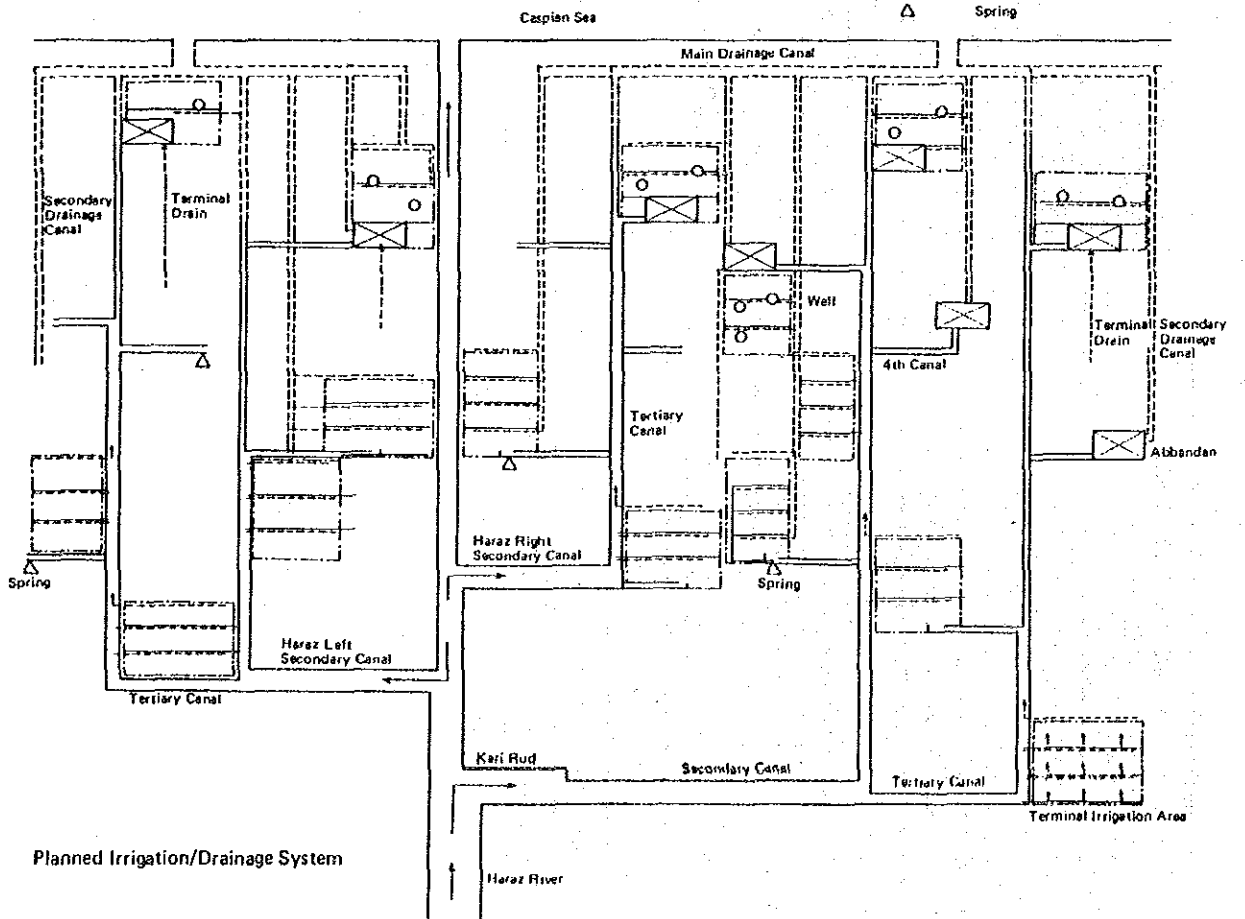 Caspian Sea
Spring
Main Drainage Canal
Secondary
Drainage
Canal
Terminal
Drain
Well
Terminal
Drain
Secondary
Drainage
Canal
4th Canal
Tertiary
Canal
Abbandan
Haraz Right
Secondary Canal
Spring
Spring
Haraz Left
Secondary Canal
Tertiary Canal
Kari Rud
Secondary Canal
Tertiary Canal
Terminal Irrigation Area
Planned Irrigation/Drainage System
Haraz River